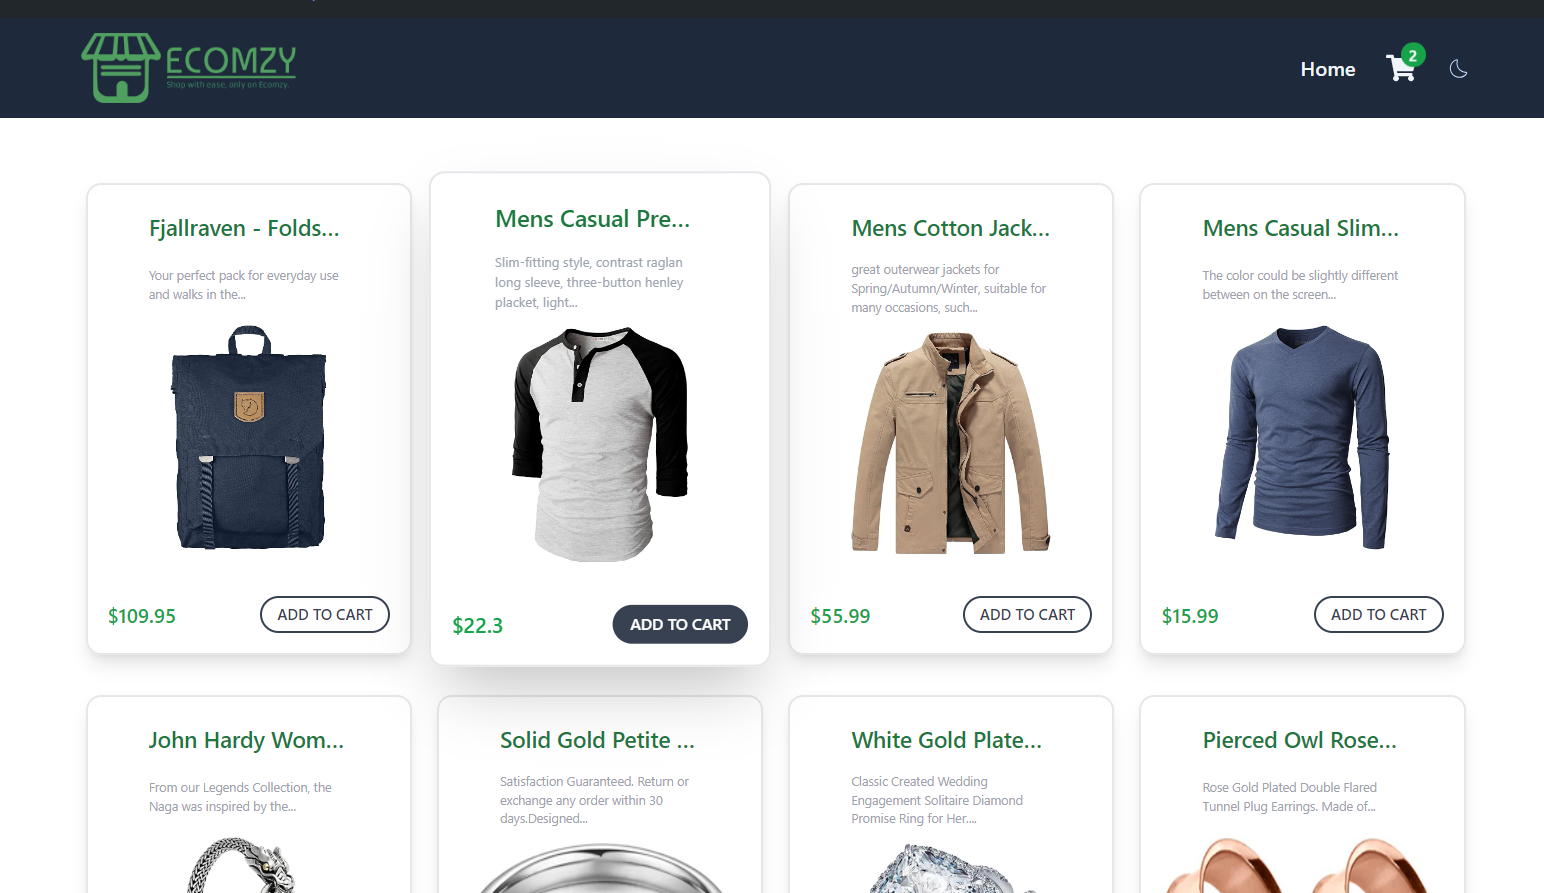 ECOMZY
Shop with ease, only on Ecomzy.
Home
2
Fjallraven - Folds...
Your perfect pack for everyday use
and walks in the...
$109.95
ADD TO CART
Mens Casual Pre...
Slim-fitting style, contrast raglan
long sleeve, three-button henley
placket, light...
$22.3
ADD TO CART
Mens Cotton Jack...
great outerwear jackets for
Spring/Autumn/Winter, suitable for
many occasions, such...
$55.99
ADD TO CART
Mens Casual Slim...
The color could be slightly different
between on the screen...
$15.99
ADD TO CART
John Hardy Wom...
From our Legends Collection, the
Naga was inspired by the...
Solid Gold Petite ...
Satisfaction Guaranteed. Return or
exchange any order within 30
days.Designed...
White Gold Plate...
Classic Created Wedding
Engagement Solitaire Diamond
Promise Ring for Her....
Pierced Owl Rose...
Rose Gold Plated Double Flared
Tunnel Plug Earrings. Made of...